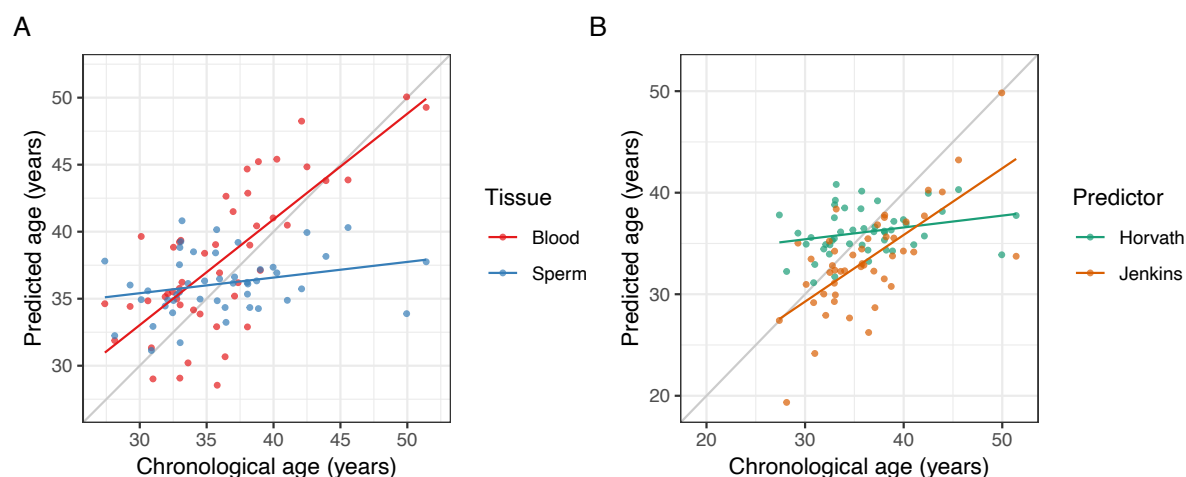 A
Predicted age (years)
50
45
40
35
30
30 35 40 45 50
Chronological age (years)
Tissue
Blood
Sperm
B
Predicted age (years)
50
40
30
20
20 30 40 50
Chronological age (years)
Predictor
Horvath
Jenkins